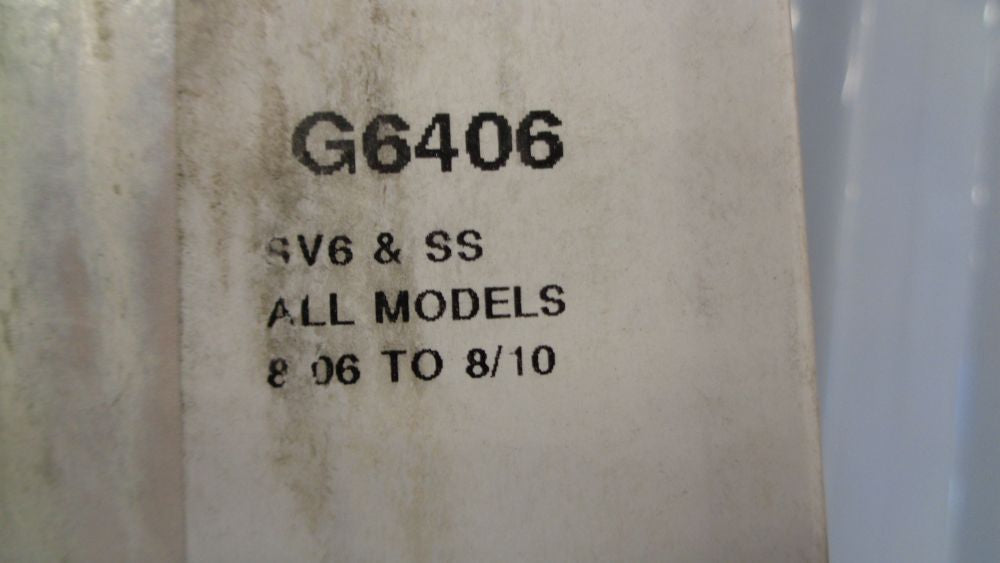 G6406
SV6 & SS
ALL MODELS
8/06 TO 8/10